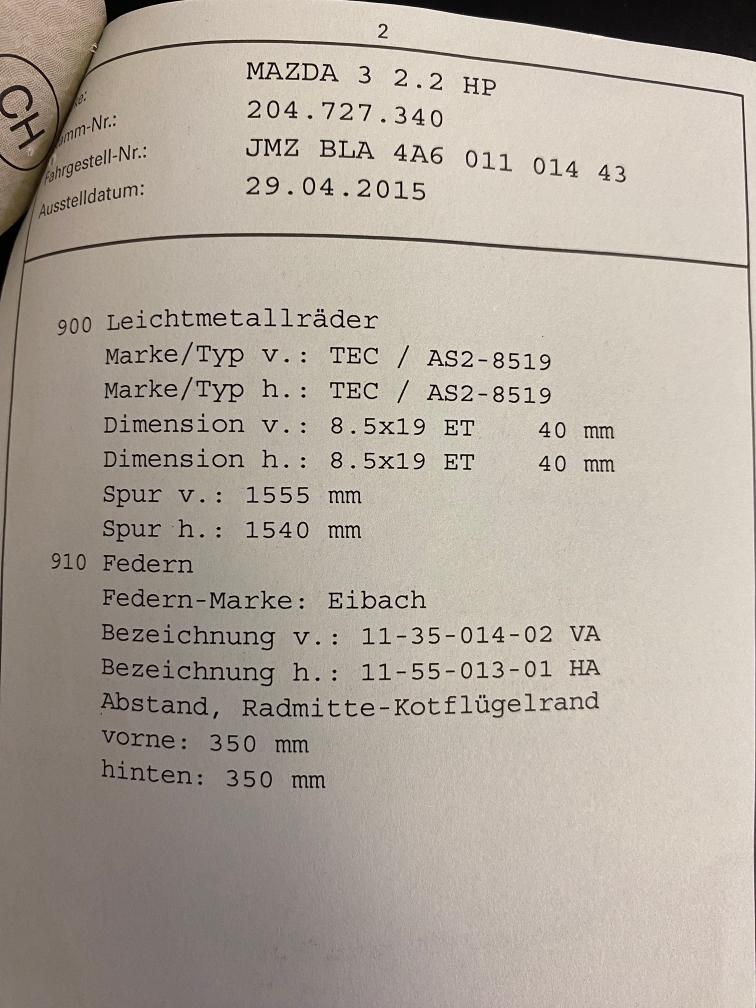 2
CH
MAZDA 3 2.2 HP
204.727.340
Fahrgestell-Nr.: JMZ BLA 4A6 011 014 43
Ausstelldatum: 29.04.2015
900 Leichtmetallräder
Marke/Typ v.: TEC / AS2-8519
Marke/Typ h.: TEC / AS2-8519
Dimension v.: 8.5x19 ET 40 mm
Dimension h.: 8.5x19 ET 40 mm
Spur v.: 1555 mm
Spur h.: 1540 mm
910 Federn
Federn-Marke: Eibach
Bezeichnung v.: 11-35-014-02 VA
Bezeichnung h.: 11-55-013-01 HA
Abstand, Radmitte-Kotflügelrand
vorne: 350 mm
hinten: 350 mm